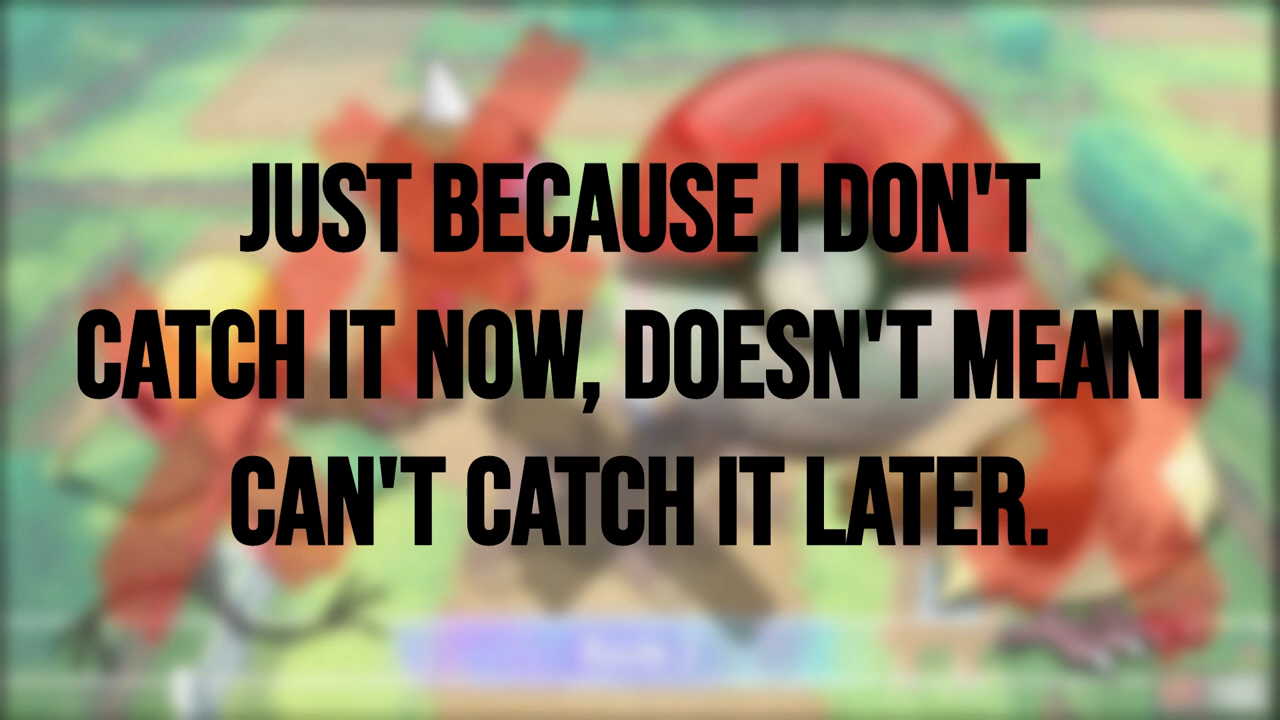 JUST BECAUSE I DON'T
CATCH IT NOW, DOESN'T MEAN I
CAN'T CATCH IT LATER.